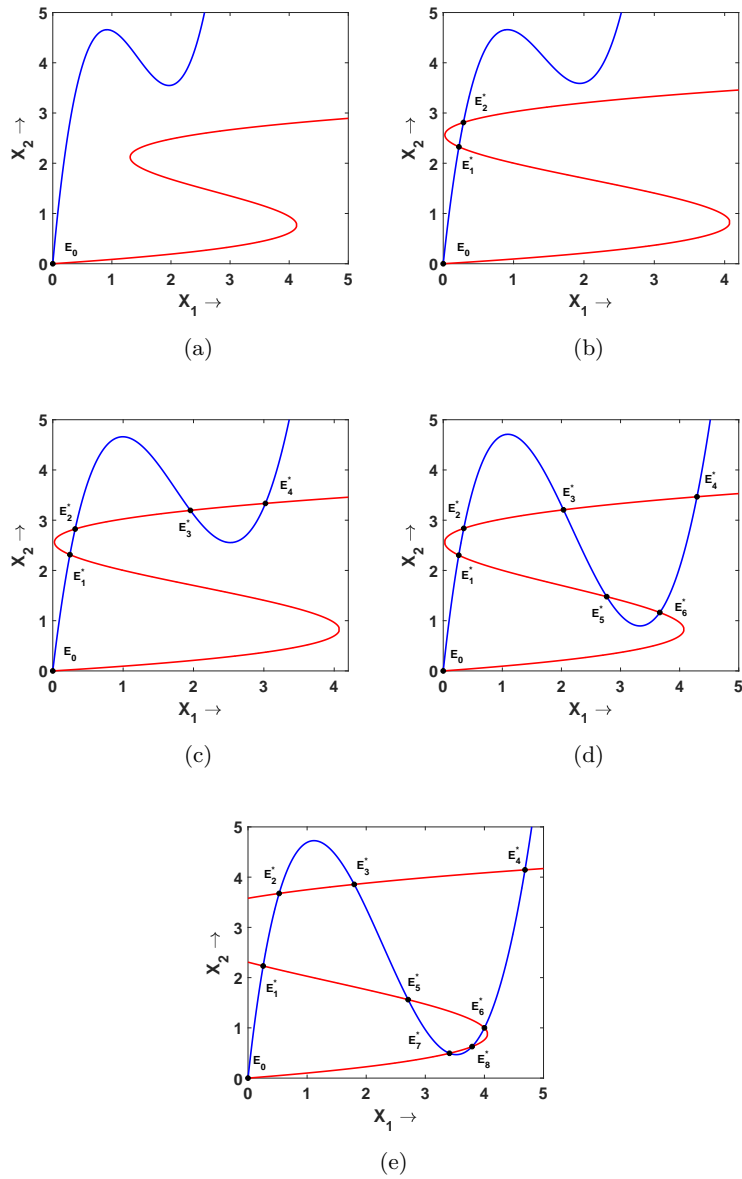 5
4
3
2
1
0
X₂ →
E₀
0 1 2 3 4 5
X₁ →
(a)
5
4
3
2
1
0
X₂ →
E₂*
E₁*
E₀
0 1 2 3 4
X₁ →
(b)
5
4
3
2
1
0
X₂ →
E₄*
E₂*
E₃*
E₁*
E₀
0 1 2 3 4
X₁ →
(c)
5
4
3
2
1
0
X₂ →
E₄*
E₂*
E₃*
E₁*
E₅*
E₆*
E₀
0 1 2 3 4 5
X₁ →
(d)
5
4
3
2
1
0
X₂ →
E₄*
E₃*
E₂*
E₁*
E₅*
E₆*
E₇*
E₈*
E₀
0 1 2 3 4 5
X₁ →
(e)